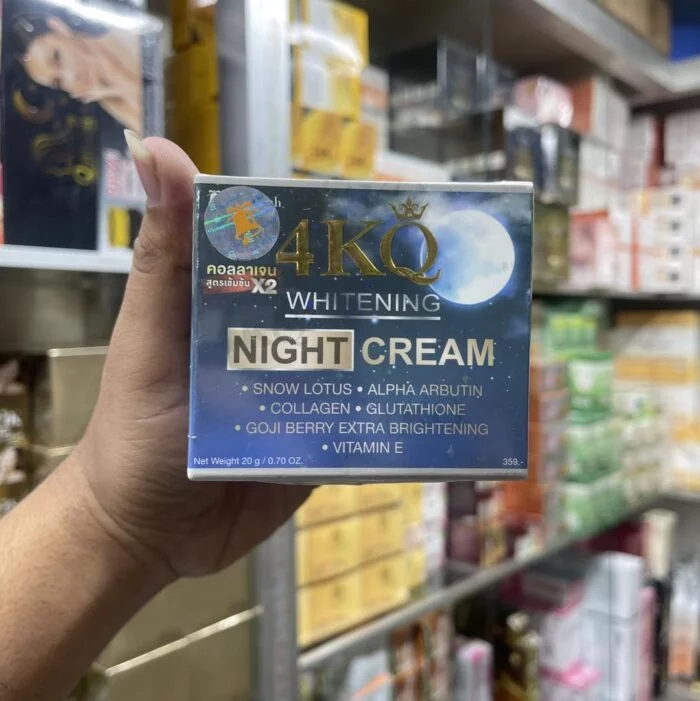 4KQ
คอลลาเจน
สูตรเข้มข้น X2
WHITENING
NIGHT CREAM
• SNOW LOTUS • ALPHA ARBUTIN
• COLLAGEN • GLUTATHIONE
• GOJI BERRY EXTRA BRIGHTENING
• VITAMIN E
Net Weight 20 g / 0.70 OZ.
359.-